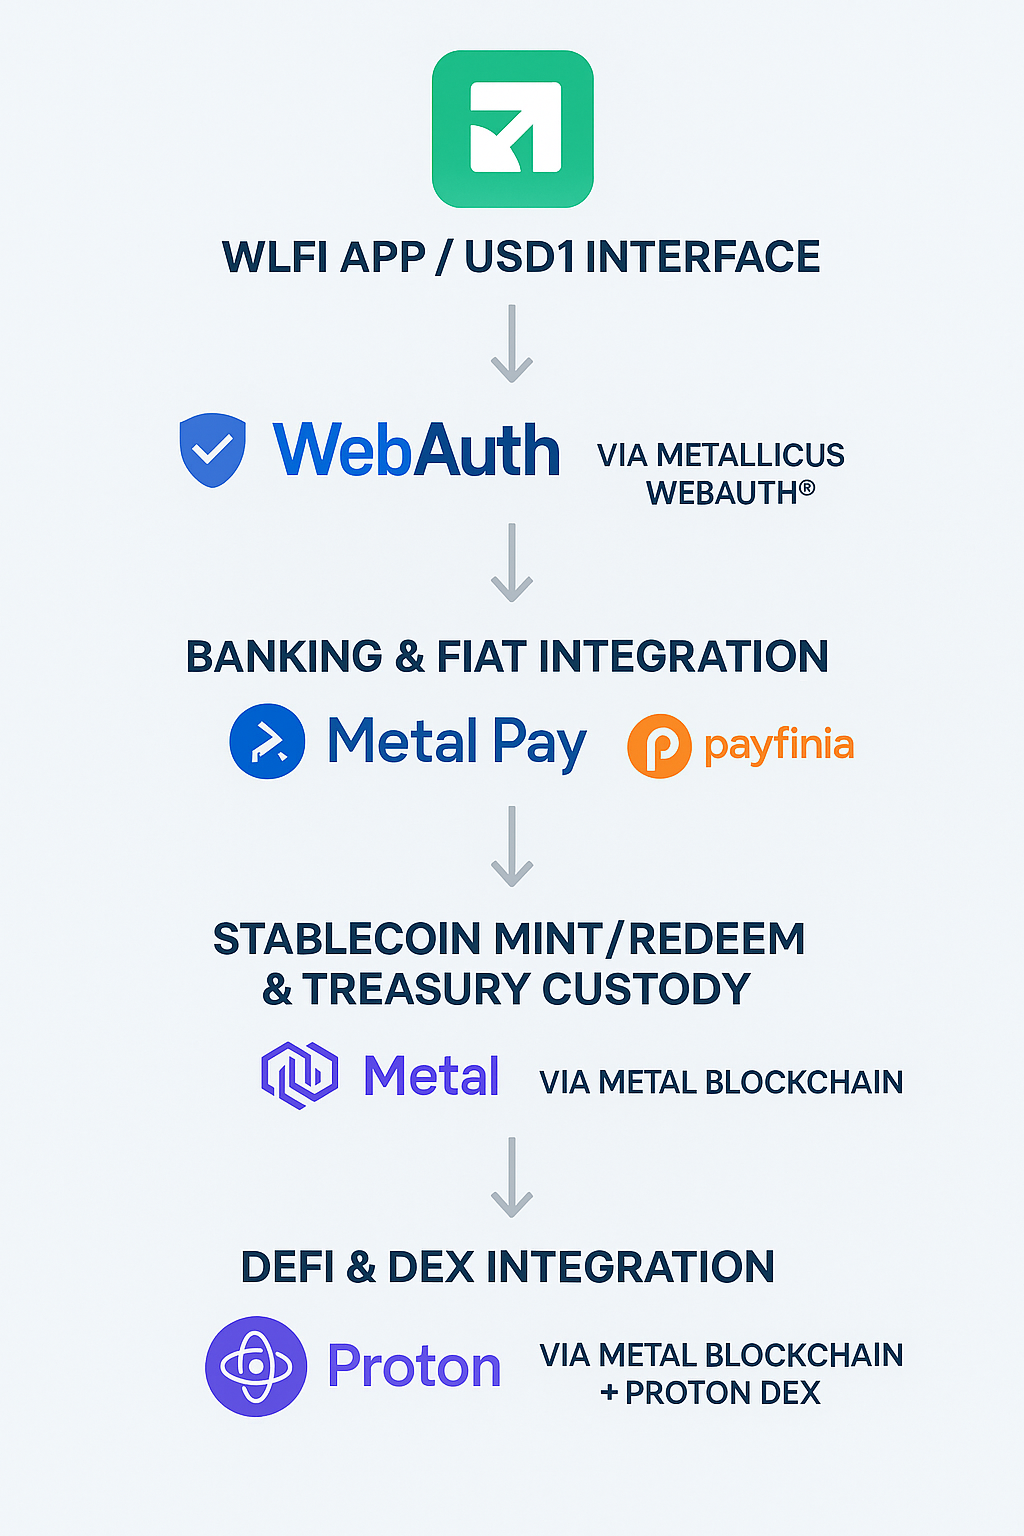 WLFI APP / USD1 INTERFACE
WebAuth
VIA METALLICUS
WEBAUTH®
BANKING & FIAT INTEGRATION
Metal Pay
payfinia
STABLECOIN MINT/REDEEM
& TREASURY CUSTODY
Metal
VIA METAL BLOCKCHAIN
DEFI & DEX INTEGRATION
Proton
VIA METAL BLOCKCHAIN
+ PROTON DEX